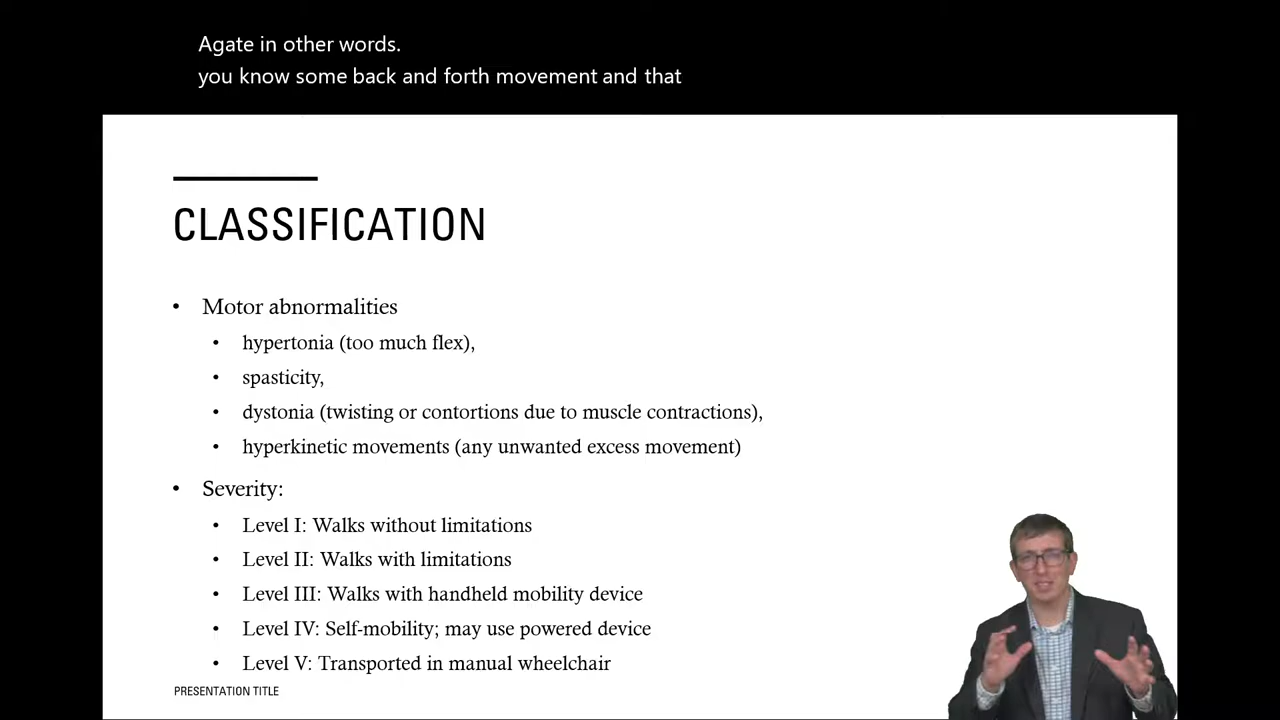 Agate in other words.
you know some back and forth movement and that
CLASSIFICATION
• Motor abnormalities
• hypertonia (too much flex),
• spasticity,
• dystonia (twisting or contortions due to muscle contractions),
• hyperkinetic movements (any unwanted excess movement)
• Severity:
• Level I: Walks without limitations
• Level II: Walks with limitations
• Level III: Walks with handheld mobility device
• Level IV: Self-mobility; may use powered device
• Level V: Transported in manual wheelchair
PRESENTATION TITLE